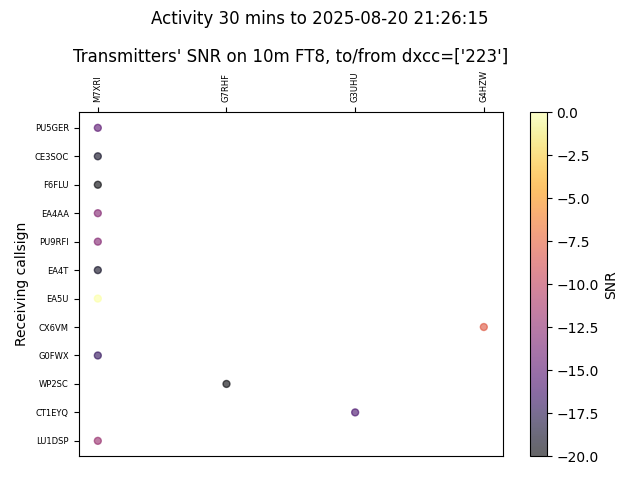 Activity 30 mins to 2025-08-20 21:26:15
Transmitters' SNR on 10m FT8, to/from dxcc=['223']
M7XRI
G7RHF
G3UHU
G4HZW
PU5GER
CE3SOC
F6FLU
EA4AA
PU9RFI
EA4T
EA5U
CX6VM
G0FWX
WP2SC
CT1EYQ
LU1DSP
Receiving callsign
0.0
−2.5
−5.0
−7.5
−10.0
−12.5
−15.0
−17.5
−20.0
SNR